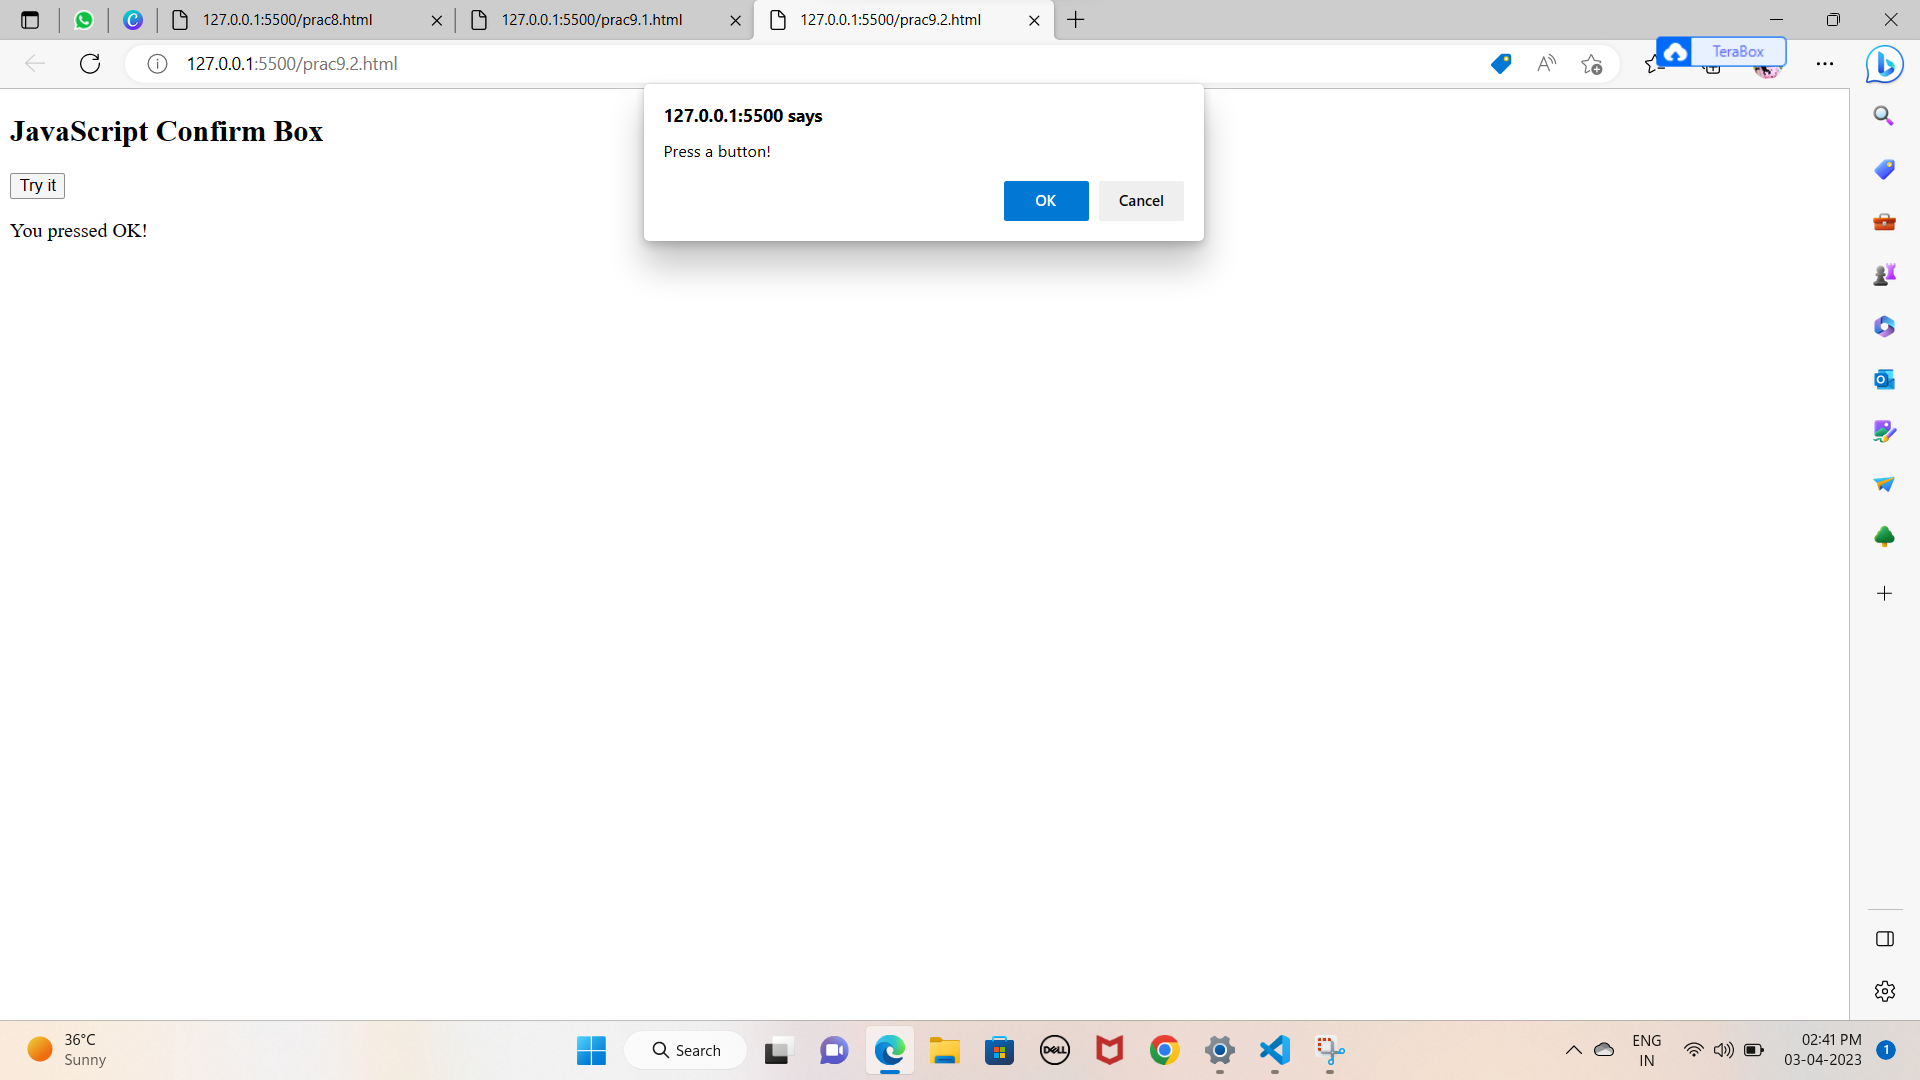 127.0.0.1:5500/prac8.html
127.0.0.1:5500/prac9.1.html
127.0.0.1:5500/prac9.2.html
127.0.0.1:5500/prac9.2.html
TeraBox
127.0.0.1:5500 says
Press a button!
OK
Cancel
JavaScript Confirm Box
Try it
You pressed OK!
36°C
Sunny
Search
DELL
ENG
IN
02:41 PM
03-04-2023
1